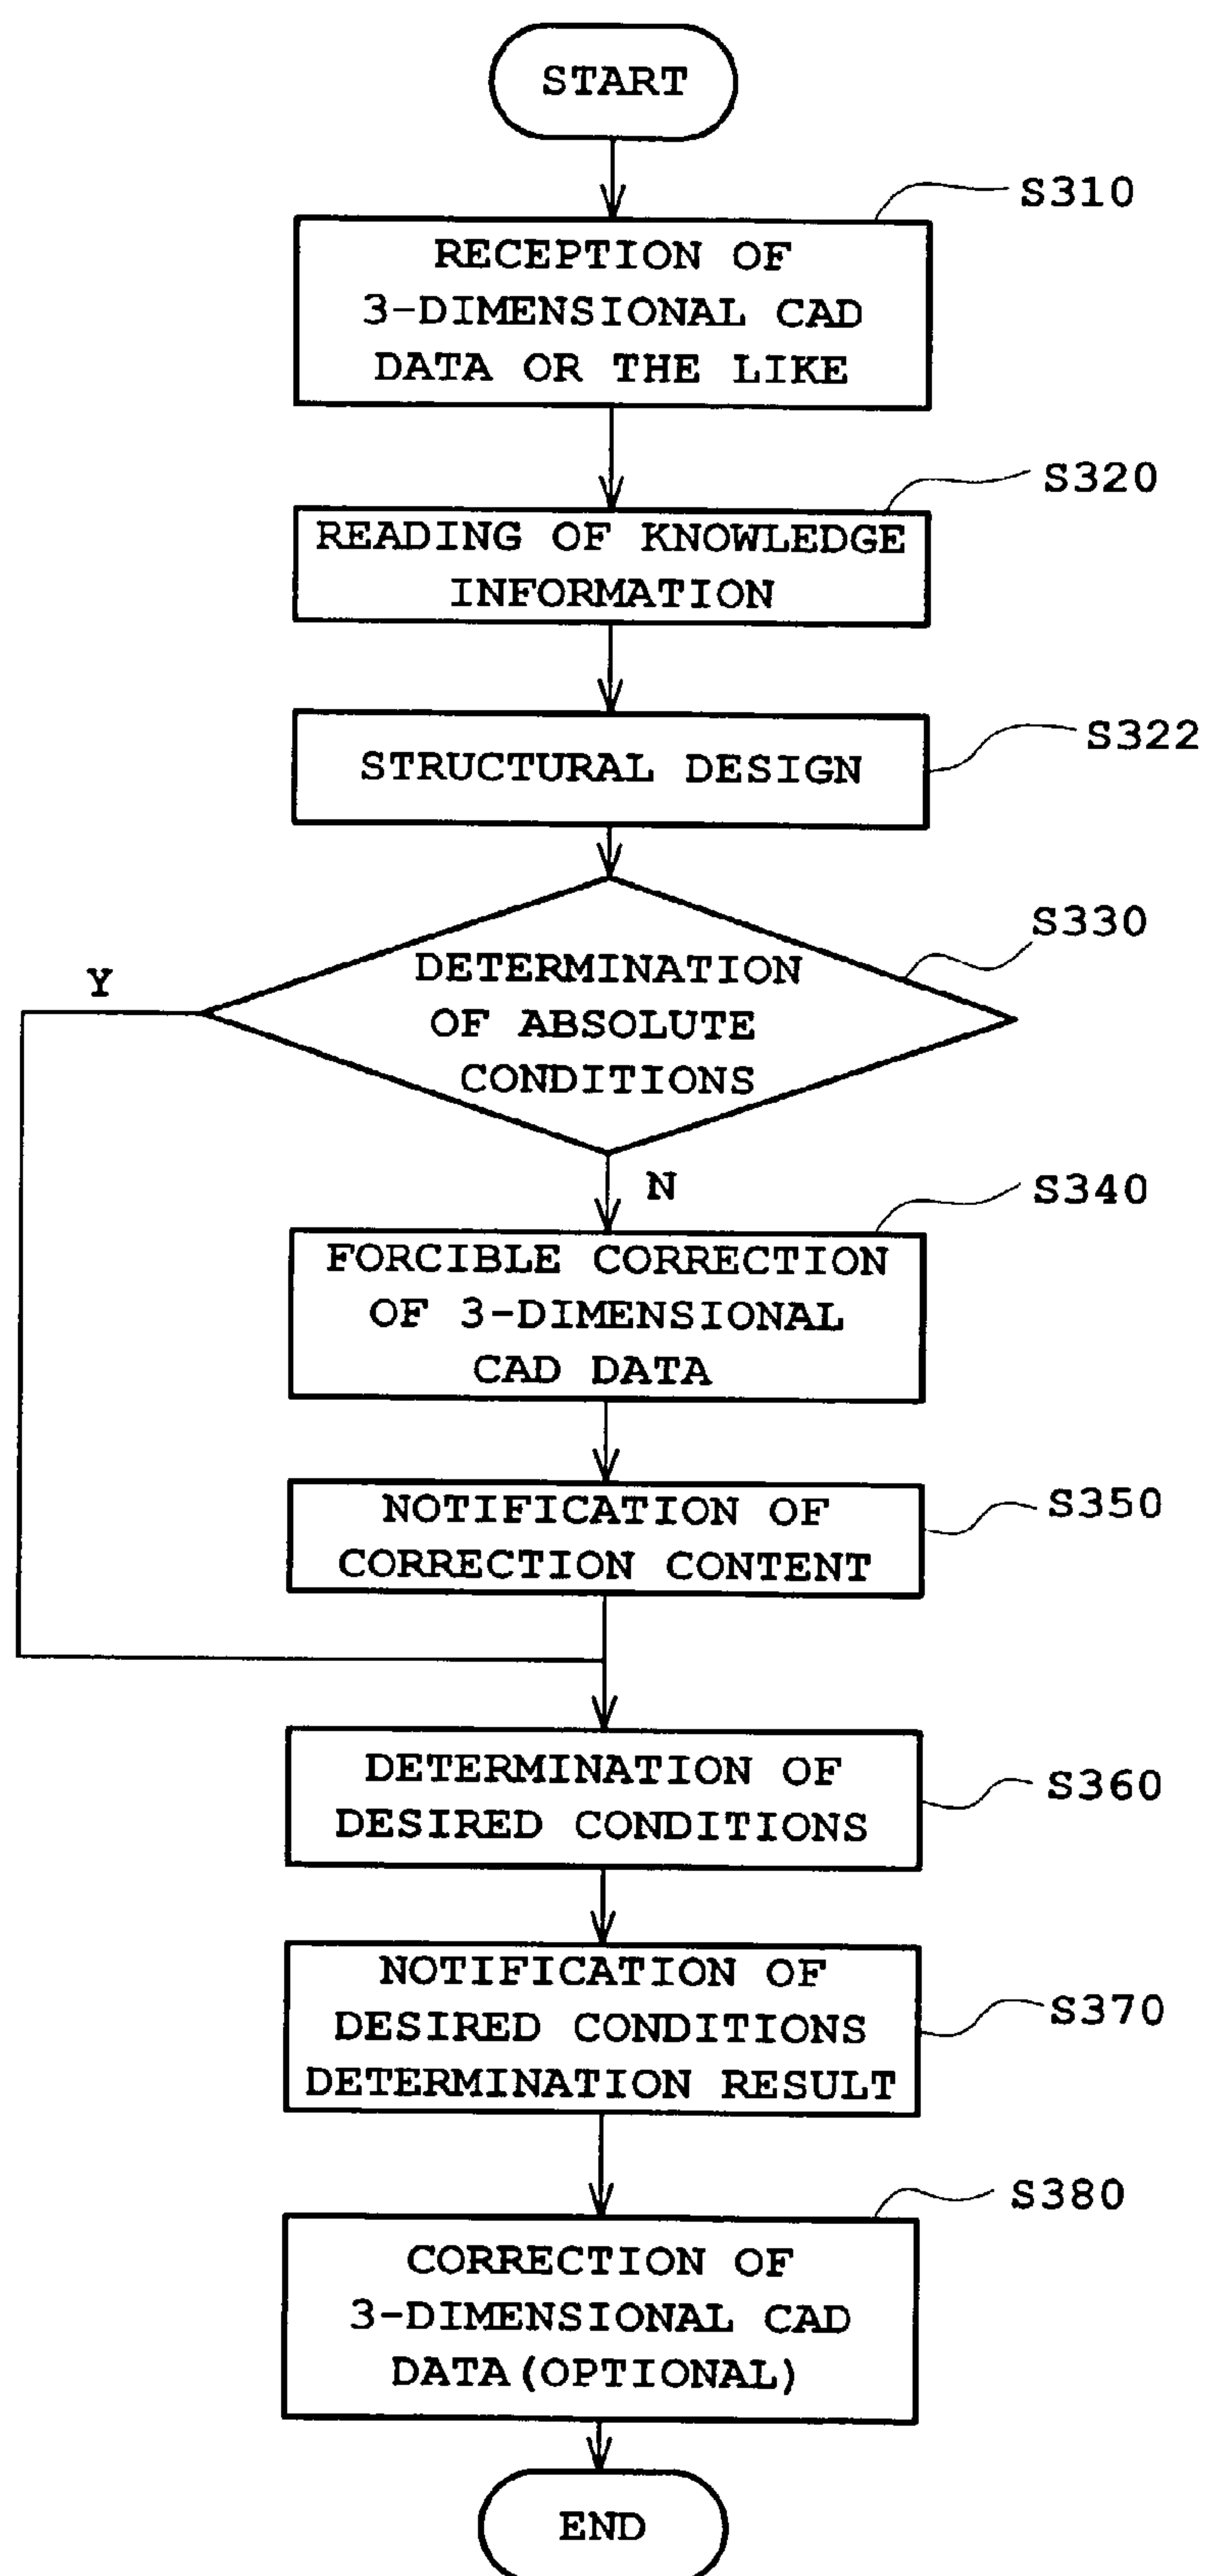 START
S310
RECEPTION OF
3-DIMENSIONAL CAD
DATA OR THE LIKE
S320
READING OF KNOWLEDGE
INFORMATION
S322
STRUCTURAL DESIGN
S330
Y
DETERMINATION
OF ABSOLUTE
CONDITIONS
N
S340
FORCIBLE CORRECTION
OF 3-DIMENSIONAL
CAD DATA
S350
NOTIFICATION OF
CORRECTION CONTENT
S360
DETERMINATION OF
DESIRED CONDITIONS
S370
NOTIFICATION OF
DESIRED CONDITIONS
DETERMINATION RESULT
S380
CORRECTION OF
3-DIMENSIONAL CAD
DATA(OPTIONAL)
END